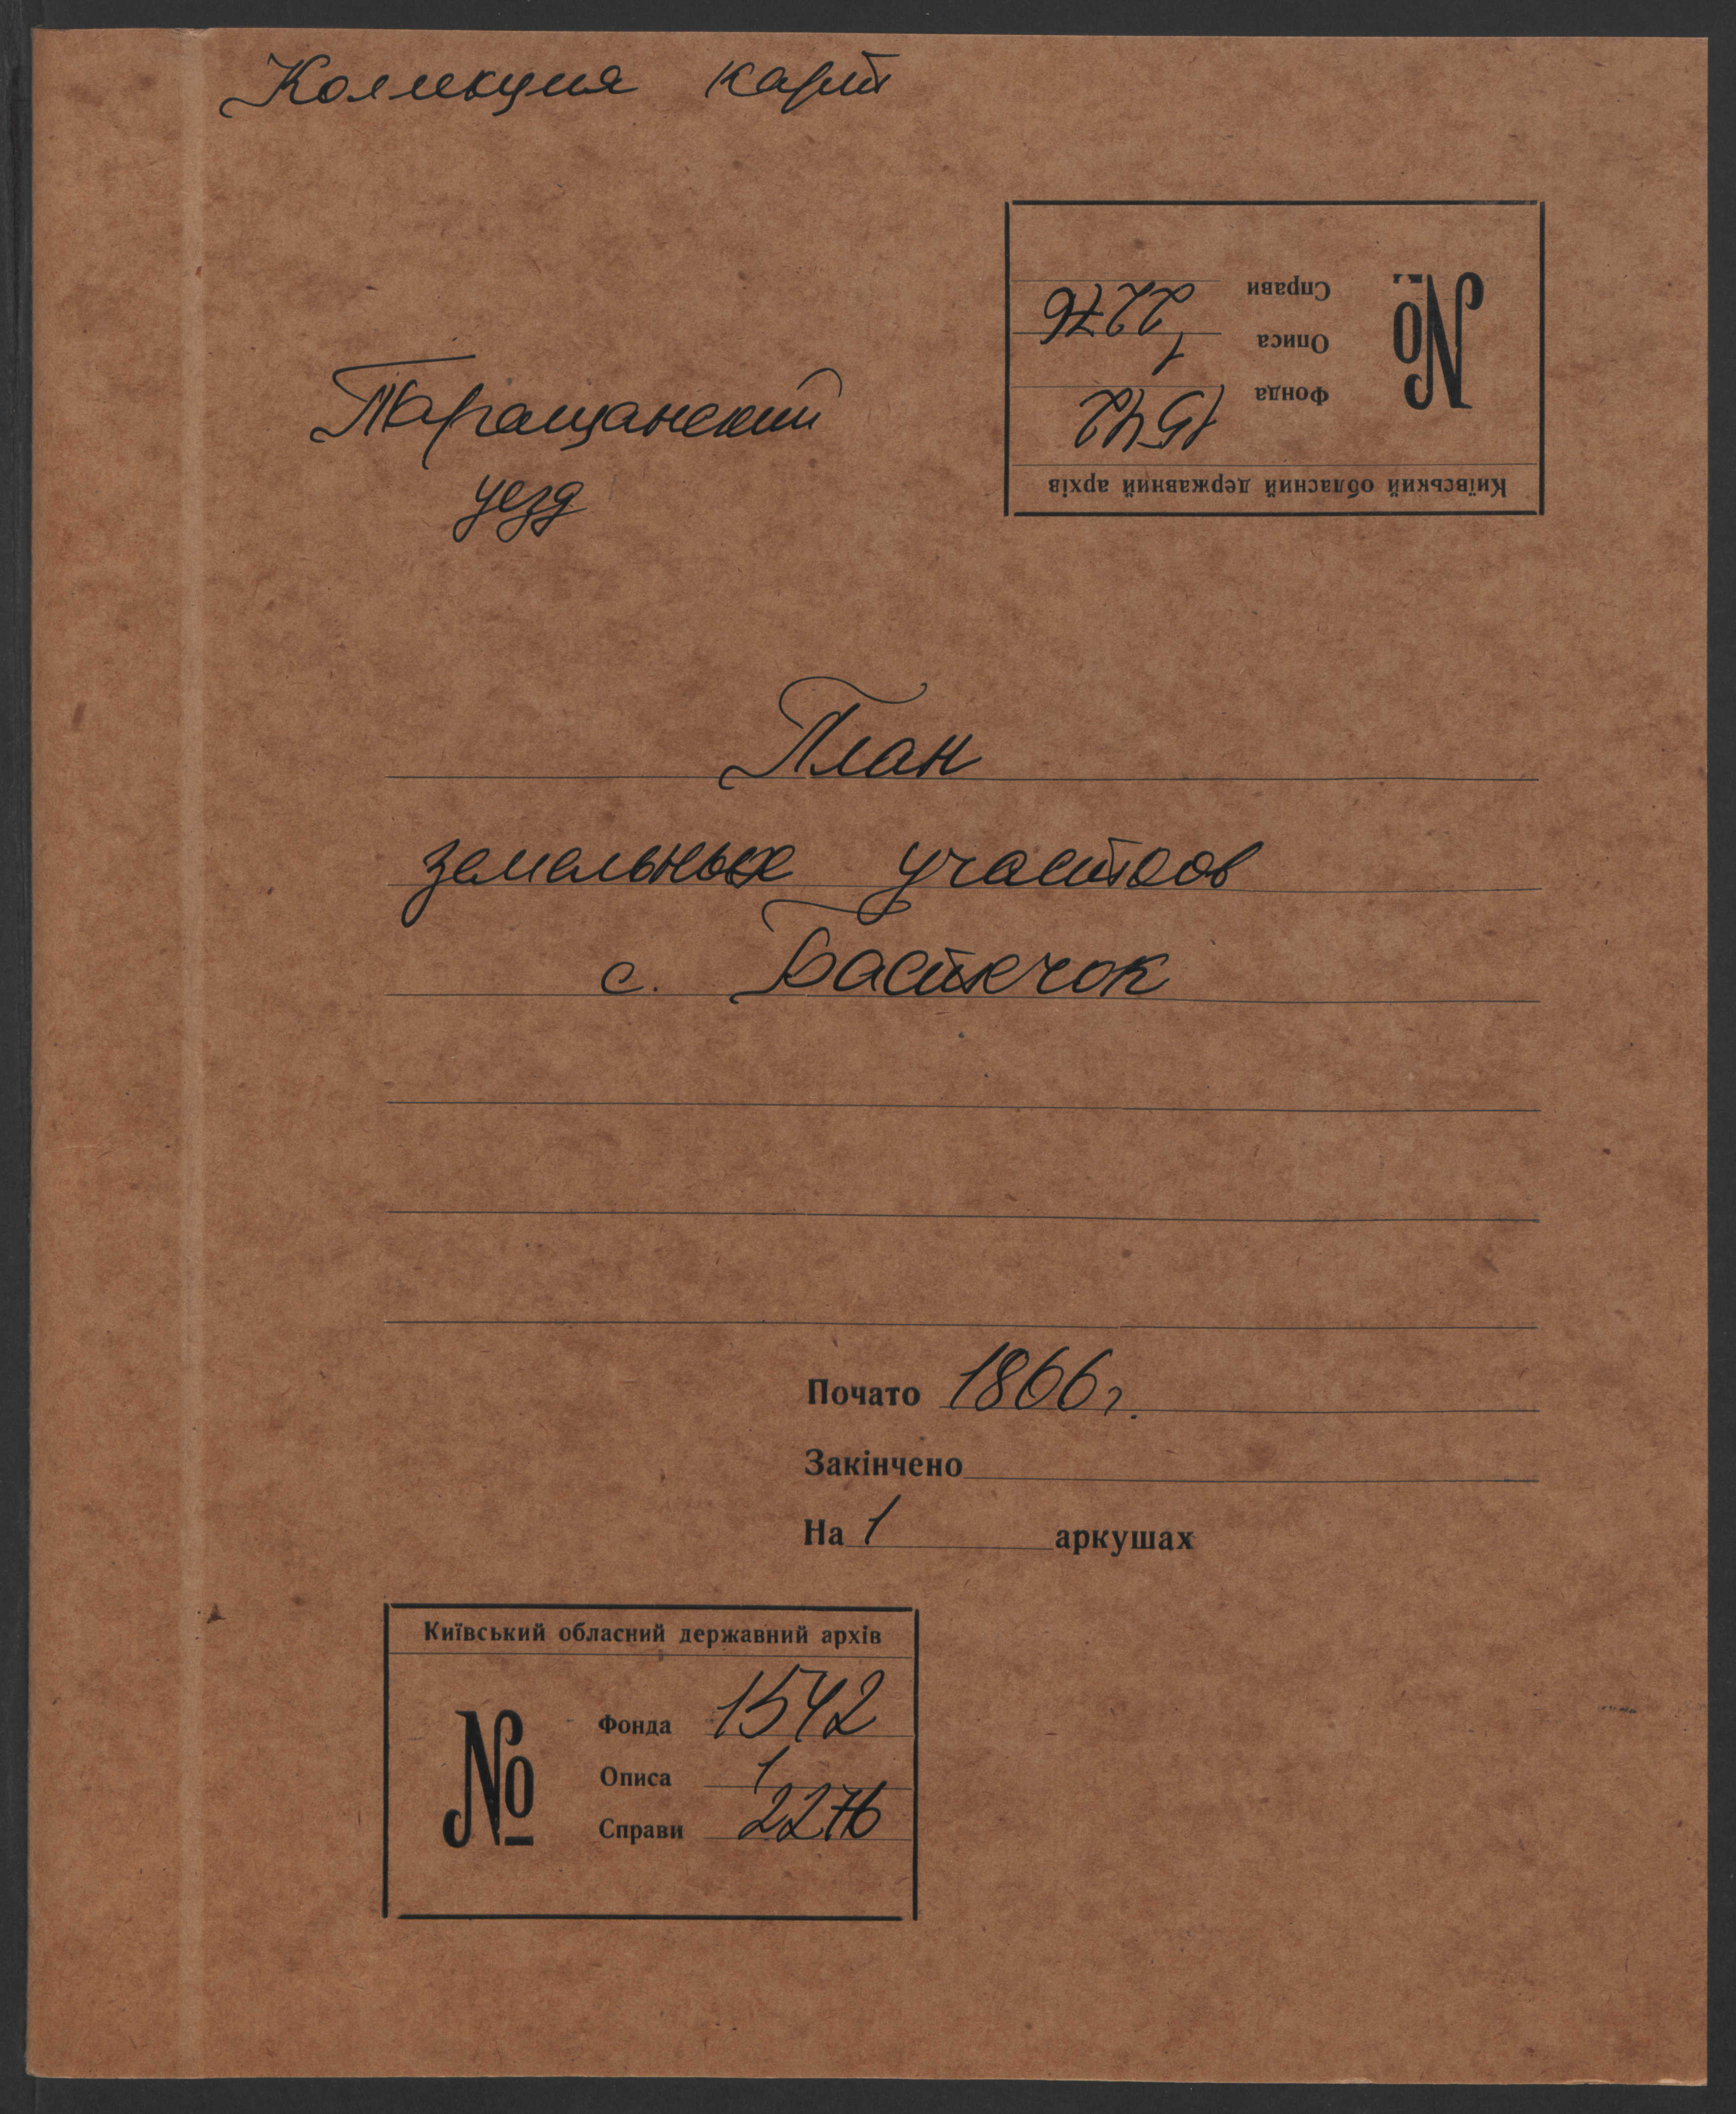 Коллекция карт
Справи 2276
Описа 1
Фонда 1542
№
Київський обласний державний архів
Таращанский
уезд
План
земельных участков
с. Бастечок
Почато 1866г.
Закінчено
На 1 аркушах
Київський обласний державний архів
№
Фонда 1542
Описа 1
Справи 2276